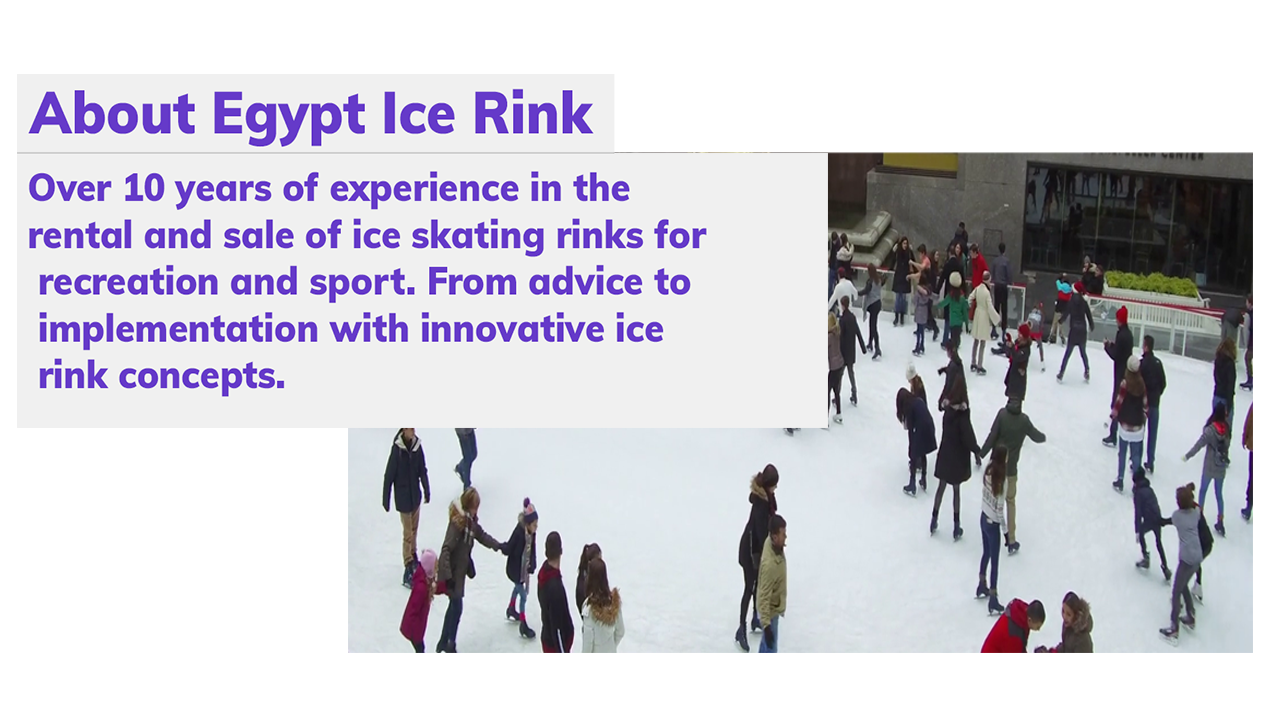 About Egypt Ice Rink
Over 10 years of experience in the
rental and sale of ice skating rinks for
recreation and sport. From advice to
implementation with innovative ice
rink concepts.